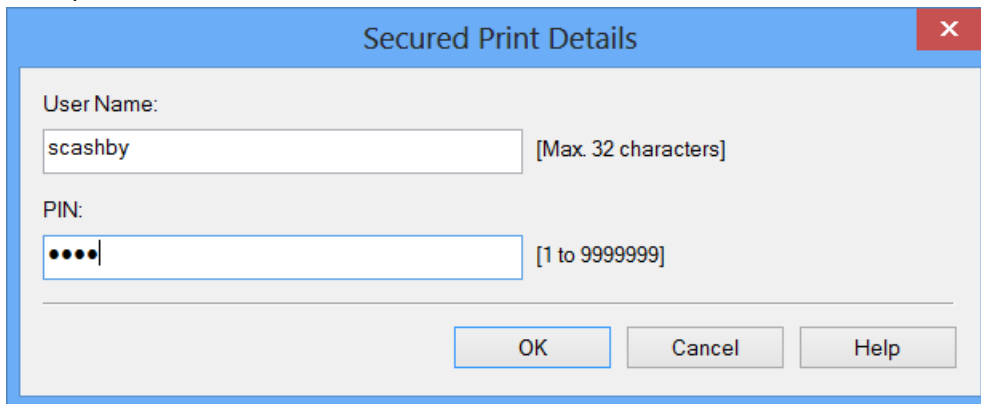 Secured Print Details
User Name:
scashby [Max. 32 characters]
PIN:
•••• [1 to 9999999]
OK Cancel Help